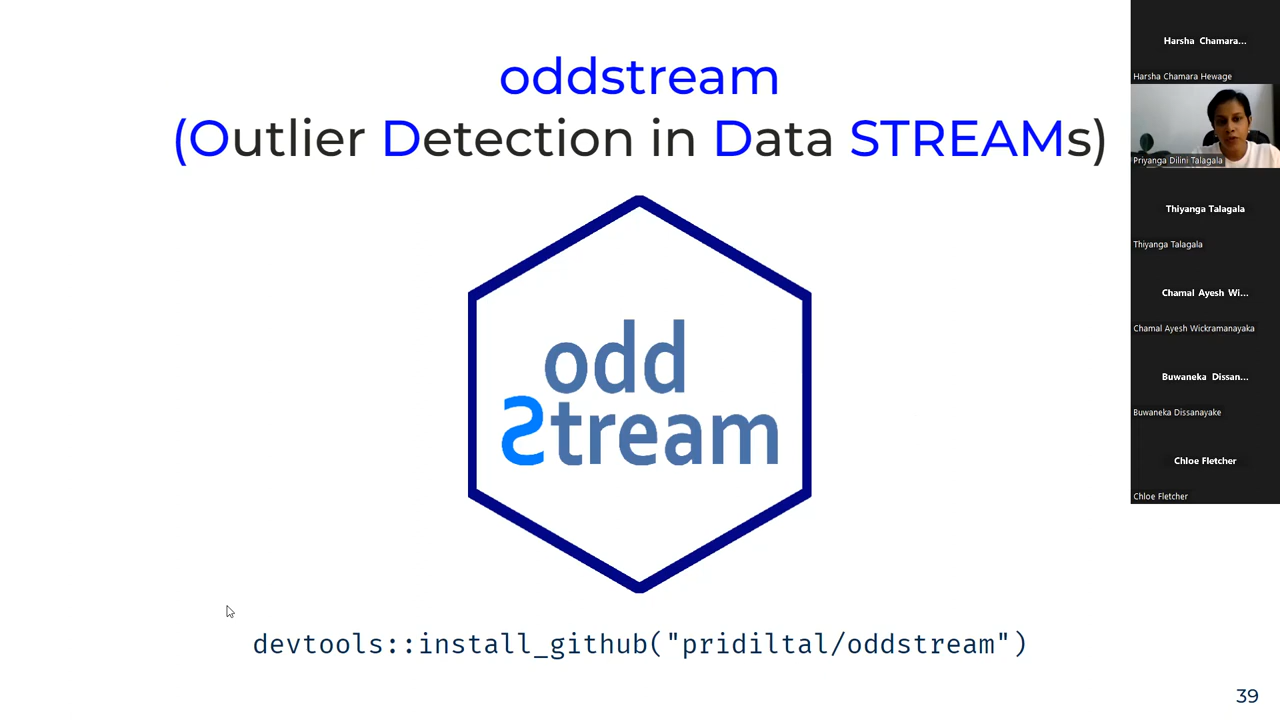 oddstream
(Outlier Detection in Data STREAMs)
odd
Stream
devtools::install_github("pridiltal/oddstream")
39
Harsha Chamara...
Harsha Chamara Hewage
Priyanga Dilini Talagala
Thiyanga Talagala
Thiyanga Talagala
Chamal Ayesh Wi...
Chamal Ayesh Wickramanayaka
Buwaneka Dissan...
Buwaneka Dissanayake
Chloe Fletcher
Chloe Fletcher